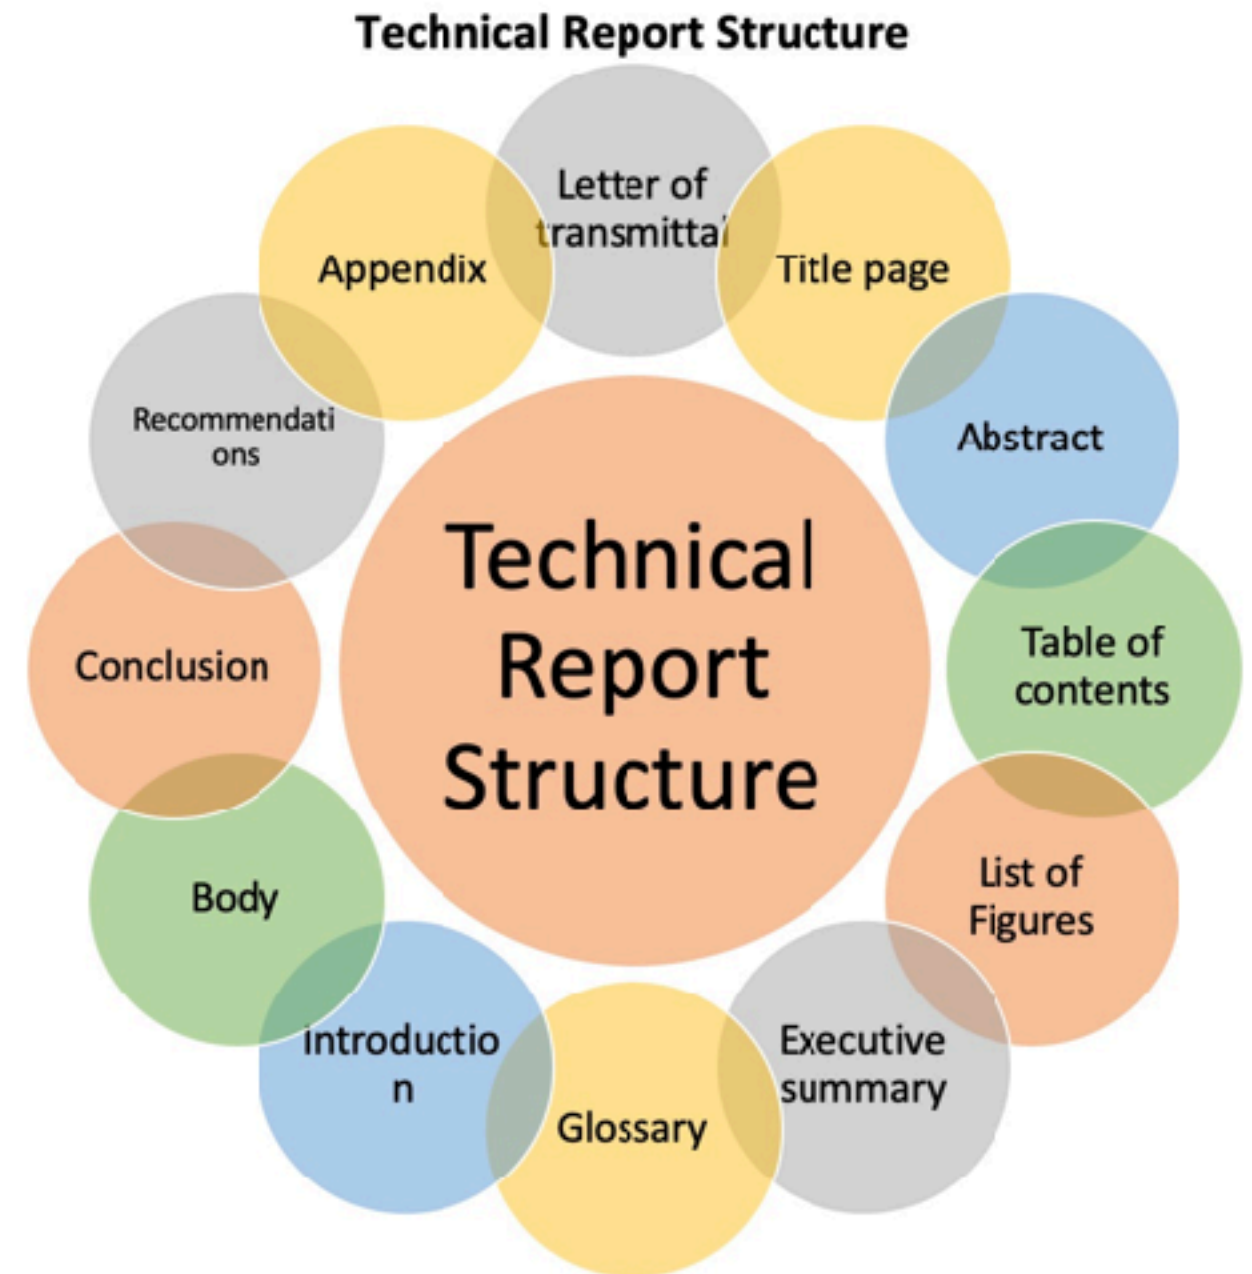 Technical Report Structure
Letter of
transmittal
Title page
Abstract
Table of
contents
List of
Figures
Executive
summary
Glossary
introductio
n
Body
Conclusion
Recommendati
ons
Appendix
Technical
Report
Structure